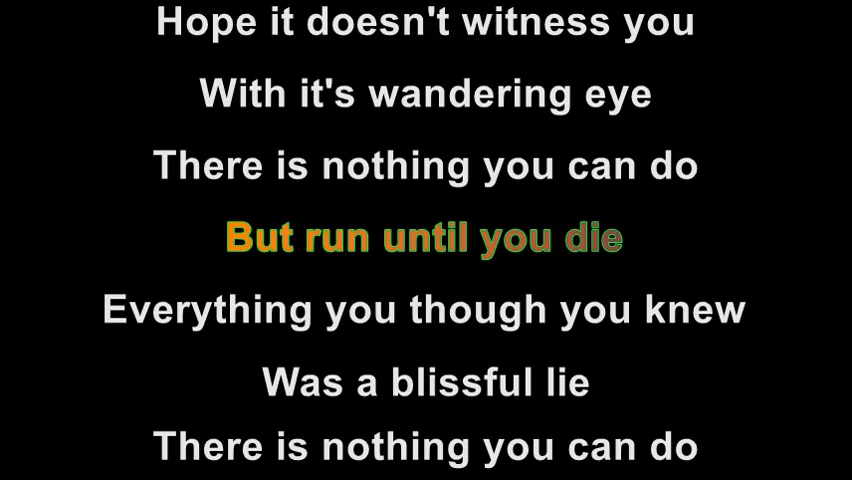 Hope it doesn't witness you
With it's wandering eye
There is nothing you can do
But run until you die
Everything you though you knew
Was a blissful lie
There is nothing you can do